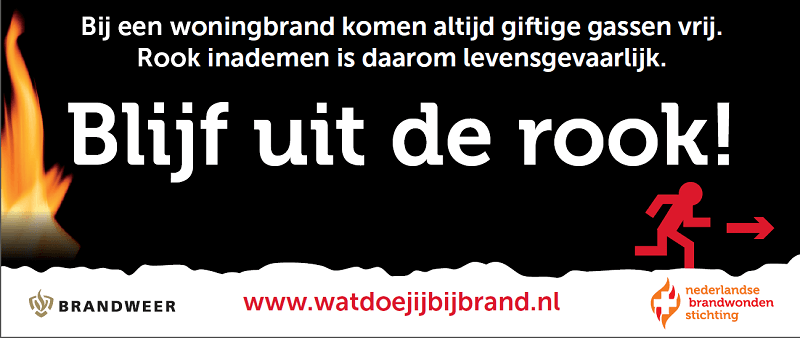 Bij een woningbrand komen altijd giftige gassen vrij.
Rook inademen is daarom levensgevaarlijk.
Blijf uit de rook!
BRANDWEER
www.watdoejijbijbrand.nl
nederlandse
brandwonden
stichting